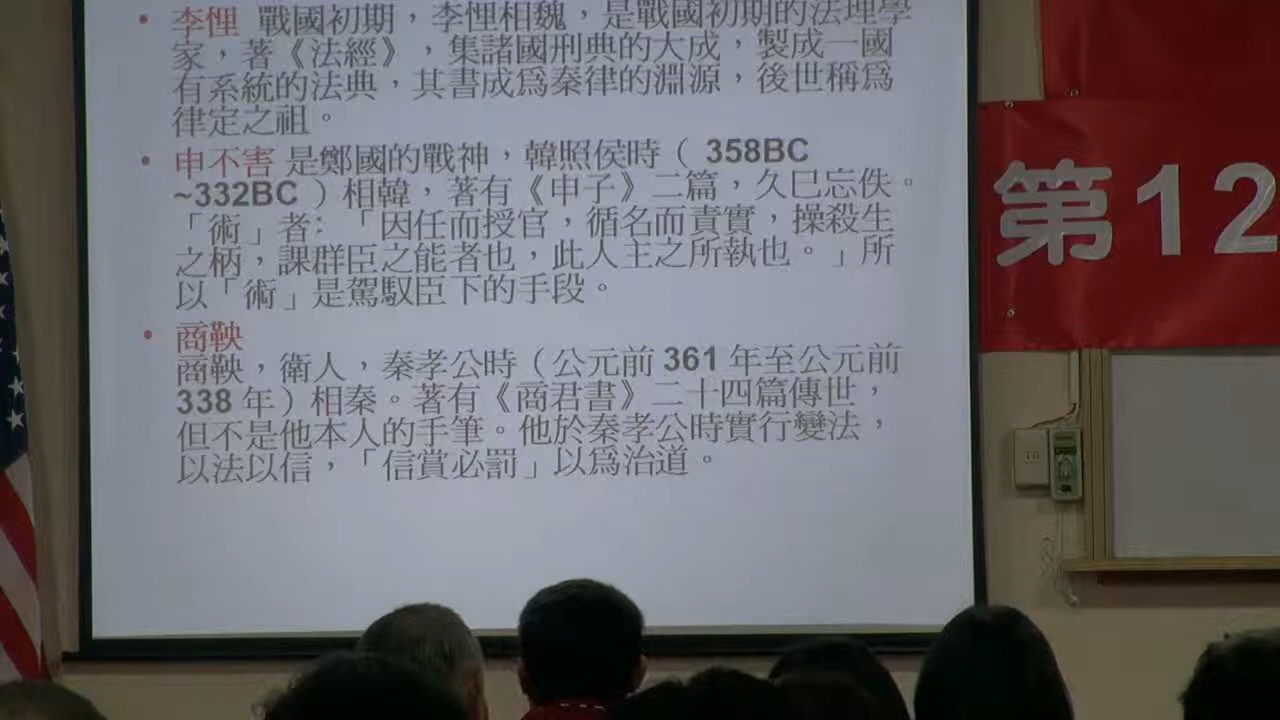 • 李悝 戰國初期，李悝相魏，是戰國初期的法理學
家，著《法經》，集諸國刑典的大成，製成一國
有系統的法典，其書成爲秦律的淵源，後世稱爲
律定之祖。
• 申不害 是鄭國的戰神，韓照侯時（ 358BC
~332BC ）相韓，著有《申子》二篇，久巳忘佚。
「術」者:「因任而授官，循名而責實，操殺生
之柄，課群臣之能者也，此人主之所執也。」所
以「術」是駕馭臣下的手段。
• 商鞅
商鞅，衛人，秦孝公時（公元前 361 年至公元前
338 年）相秦。著有《商君書》二十四篇傳世，
但不是他本人的手筆。他於秦孝公時實行變法，
以法以信，「信賞必罰」以爲治道。
第12